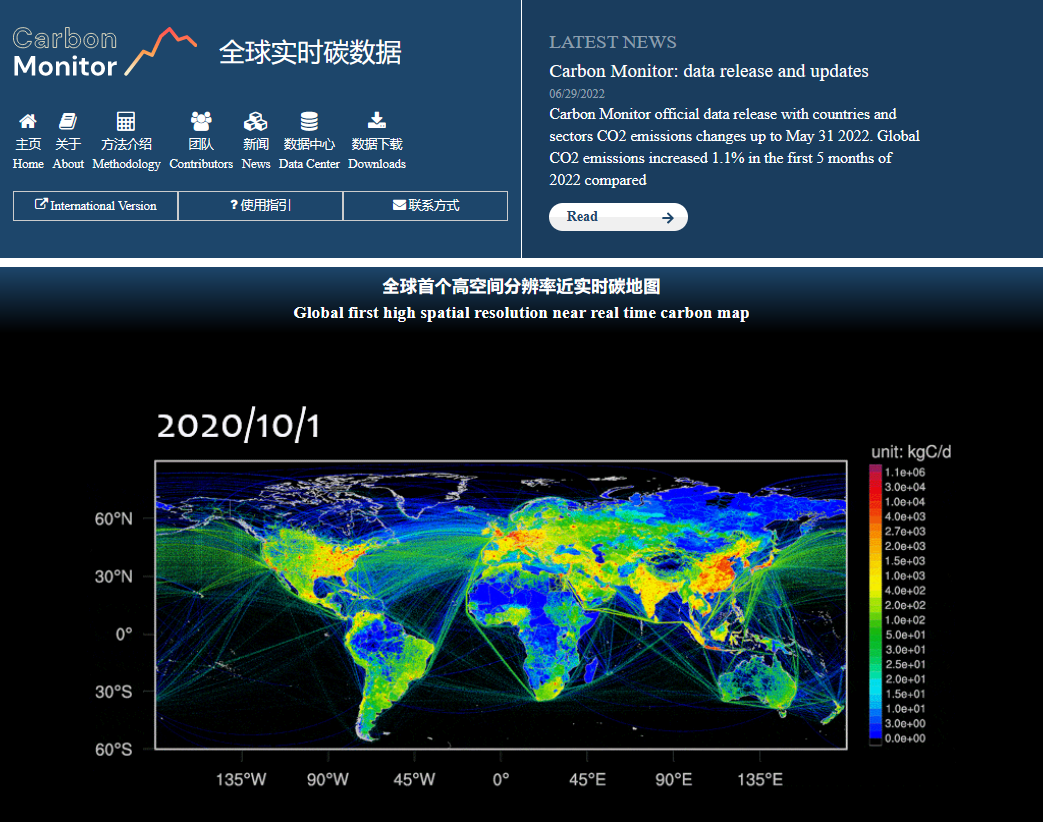 Carbon
Monitor
全球实时碳数据
主页 关于 方法介绍 团队 新闻 数据中心 数据下载
Home About Methodology Contributors News Data Center Downloads
International Version ? 使用指引 联系方式
LATEST NEWS
Carbon Monitor: data release and updates
06/29/2022
Carbon Monitor official data release with countries and
sectors CO2 emissions changes up to May 31 2022. Global
CO2 emissions increased 1.1% in the first 5 months of
2022 compared
Read
全球首个高空间分辨率近实时碳地图
Global first high spatial resolution near real time carbon map
2020/10/1
unit: kgC/d
1.1e+06
3.0e+04
1.0e+04
4.0e+03
2.7e+03
2.0e+03
1.5e+03
1.0e+03
4.0e+02
2.0e+02
1.0e+02
5.0e+01
3.0e+01
2.5e+01
2.0e+01
1.5e+01
1.0e+01
3.0e+00
0.0e+00
60°N
30°N
0°
30°S
60°S
135°W 90°W 45°W 0° 45°E 90°E 135°E